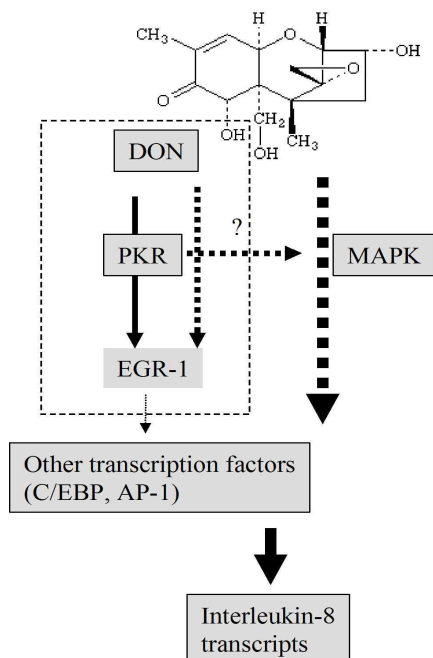 H
H
CH₃
O
OH
O
O
CH₂
OH
CH₃
OH
DON
?
PKR
MAPK
EGR-1
Other transcription factors
(C/EBP, AP-1)
Interleukin-8
transcripts